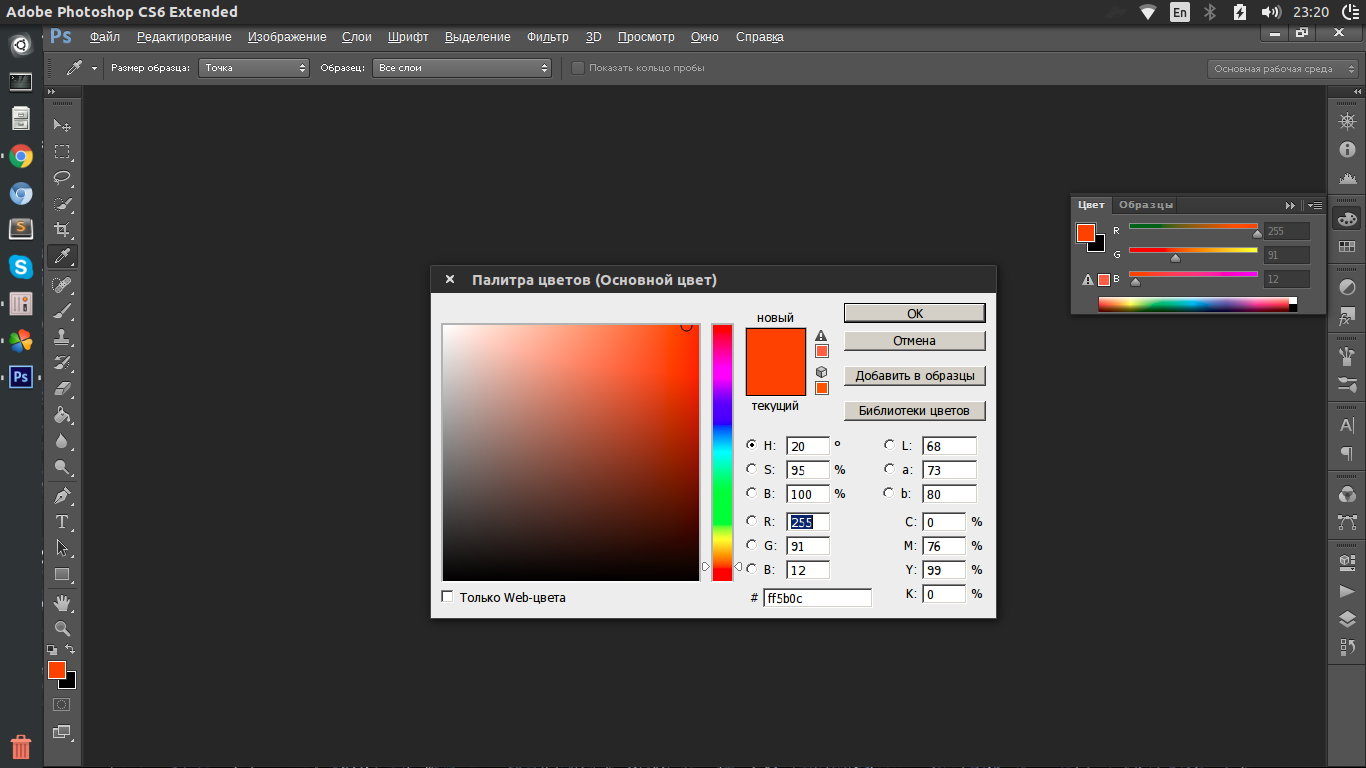 Adobe Photoshop CS6 Extended
En
23:20
Ps
Файл Редактирование Изображение Слои Шрифт Выделение Фильтр 3D Просмотр Окно Справка
Размер образца: Точка Образец: Все слои Показать кольцо пробы Основная рабочая среда
Цвет Образцы
R 255
G 91
B 12
Палитра цветов (Основной цвет)
новый
текущий
OK
Отмена
Добавить в образцы
Библиотеки цветов
H: 20 ° L: 68
S: 95 % a: 73
B: 100 % b: 80
R: 255 C: 0 %
G: 91 M: 76 %
B: 12 Y: 99 %
# ff5b0c K: 0 %
Только Web-цвета
S
S
Ps
T
A